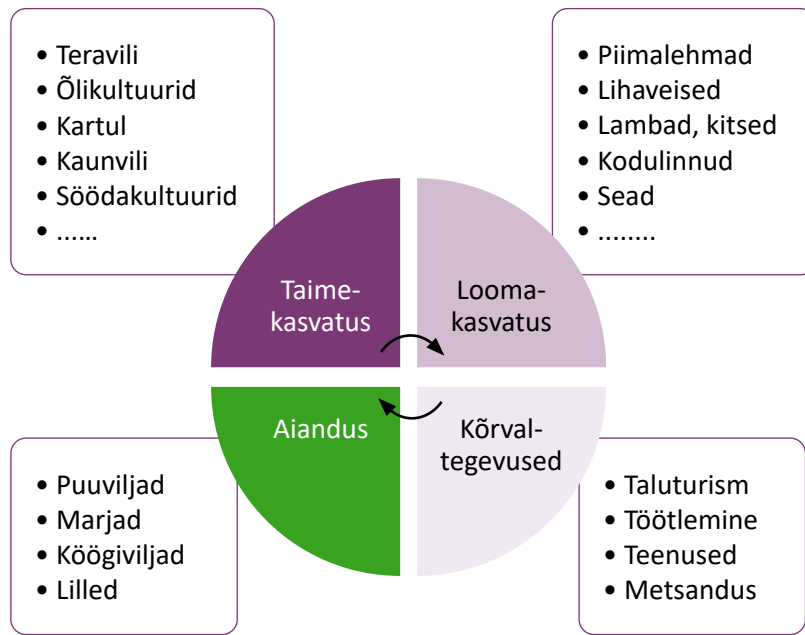 • Teravili
• Õlikultuurid
• Kartul
• Kaunvili
• Söödakultuurid
• ......
• Piimalehmad
• Lihaveised
• Lambad, kitsed
• Kodulinnud
• Sead
• ........
Taime-
kasvatus
Looma-
kasvatus
Aiandus
Kõrval-
tegevused
• Puuviljad
• Marjad
• Köögiviljad
• Lilled
• Taluturism
• Töötlemine
• Teenused
• Metsandus